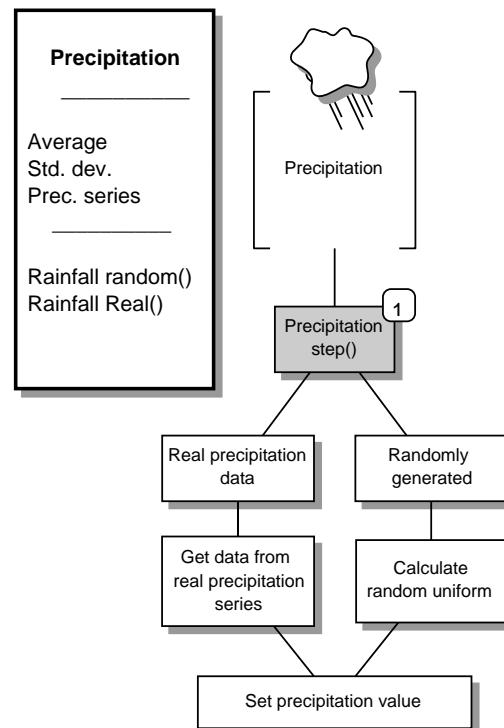 Precipitation
Average
Std. dev.
Prec. series
Rainfall random()
Rainfall Real()
Precipitation
1
Precipitation
step()
Real precipitation
data
Randomly
generated
Get data from
real precipitation
series
Calculate
random uniform
Set precipitation value